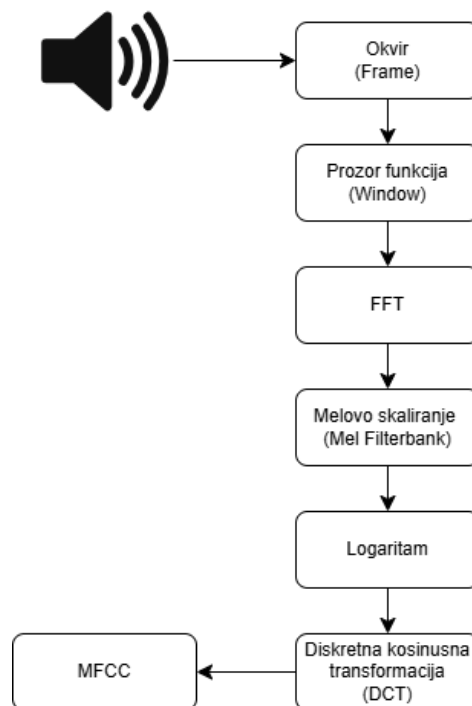 Okvir
(Frame)
Prozor funkcija
(Window)
FFT
Melovo skaliranje
(Mel Filterbank)
Logaritam
Diskretna kosinusna
transformacija
(DCT)
MFCC